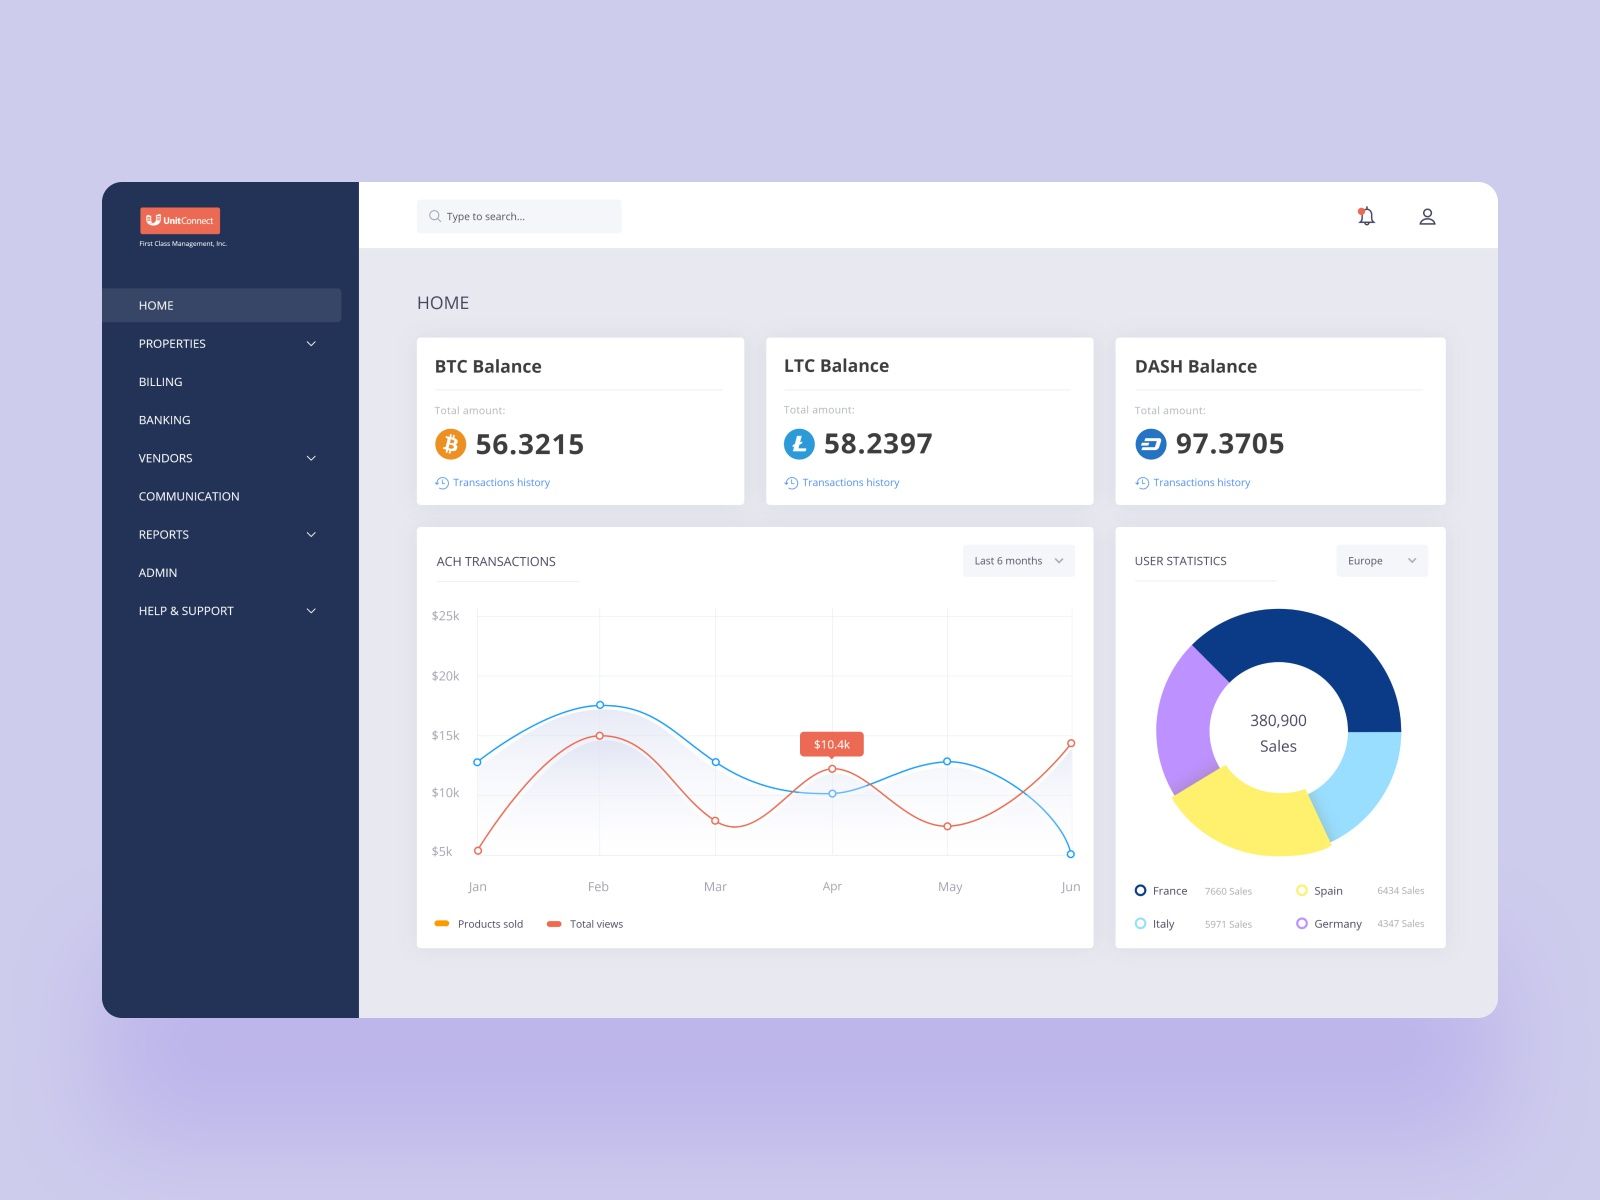 UnitConnect
First Class Management, Inc.
HOME
PROPERTIES
BILLING
BANKING
VENDORS
COMMUNICATION
REPORTS
ADMIN
HELP & SUPPORT
Type to search...
HOME
BTC Balance
Total amount:
56.3215
Transactions history
LTC Balance
Total amount:
58.2397
Transactions history
DASH Balance
Total amount:
97.3705
Transactions history
ACH TRANSACTIONS
Last 6 months
$25k
$20k
$15k
$10k
$5k
$10.4k
Jan Feb Mar Apr May Jun
Products sold Total views
USER STATISTICS
Europe
380,900
Sales
France 7660 Sales
Spain 6434 Sales
Italy 5971 Sales
Germany 4347 Sales